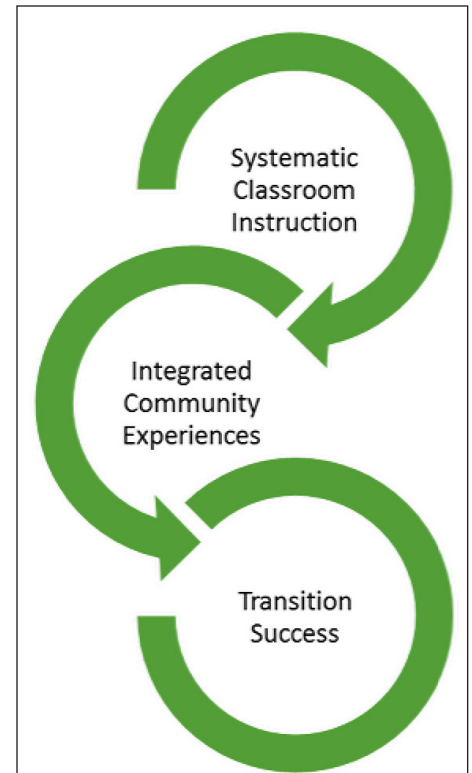 Systematic
Classroom
Instruction
Integrated
Community
Experiences
Transition
Success